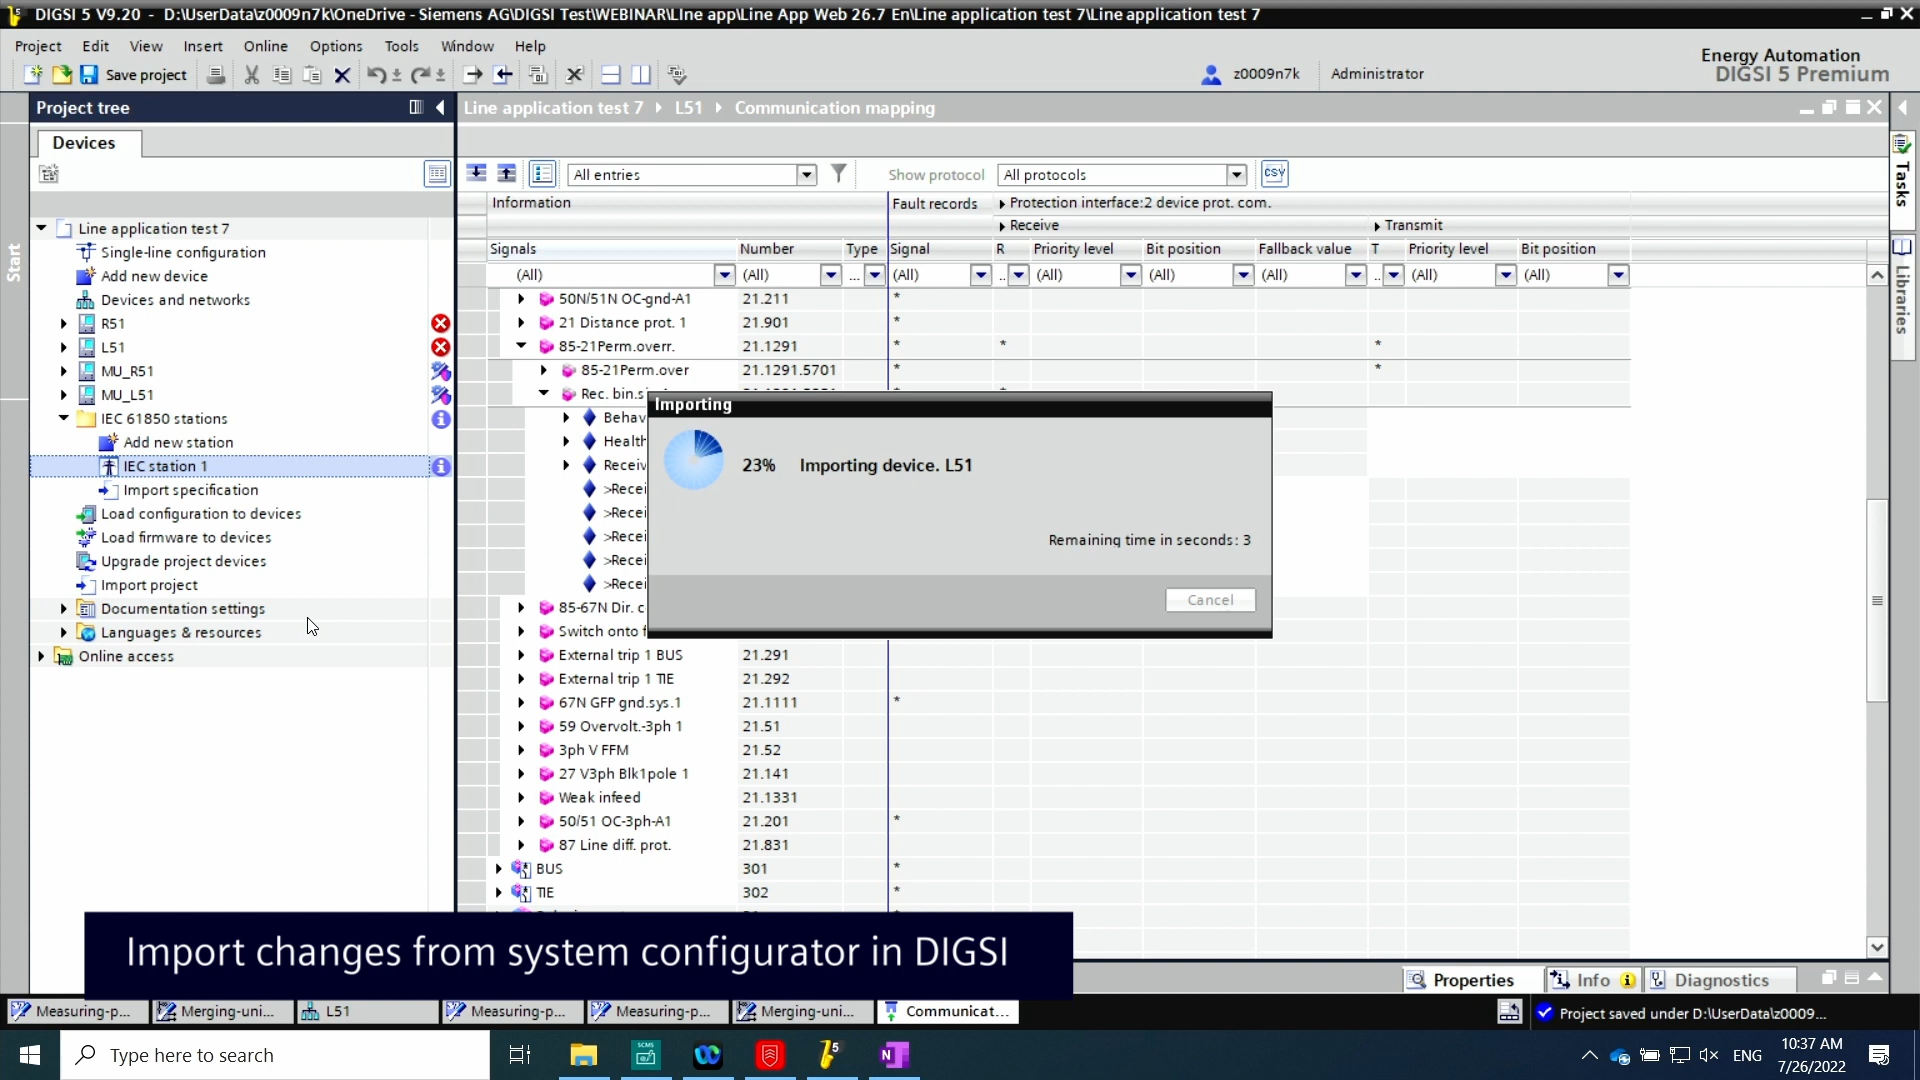 DIGSI 5 V9.20 - D:\UserData\z0009n7k\OneDrive - Siemens AG\DIGSI Test\WEBINAR\LIne app\Line App Web 26.7 En\Line application test 7\Line application test 7
Project Edit View Insert Online Options Tools Window Help
Energy Automation
DIGSI 5 Premium
Save project
z0009n7k Administrator
Project tree
Line application test 7 L51 Communication mapping
Devices
All entries Show protocol All protocols CSV
Information Fault records Protection interface:2 device prot. com.
Receive Transmit
Signals Number Type Signal R Priority level Bit position Fallback value T Priority level Bit position
(All) (All) ... (All) .. (All) (All) (All) .. (All) (All)
Start
Tasks
Libraries
Line application test 7
Single-line configuration
Add new device
Devices and networks
R51
L51
MU_R51
MU_L51
IEC 61850 stations
Add new station
IEC station 1
Import specification
Load configuration to devices
Load firmware to devices
Upgrade project devices
Import project
Documentation settings
Languages & resources
Online access
50N/51N OC-gnd-A1 21.211 *
21 Distance prot. 1 21.901 *
85-21Perm.overr. 21.1291 * * *
85-21Perm.over 21.1291.5701 * *
Rec. bin.s
Behav
Health
Receiv
>Recei
>Recei
>Recei
>Recei
>Recei
85-67N Dir. c
Switch onto f
External trip 1 BUS 21.291
External trip 1 TIE 21.292
67N GFP gnd.sys.1 21.1111 *
59 Overvolt.-3ph 1 21.51
3ph V FFM 21.52
27 V3ph Blk1pole 1 21.141
Weak infeed 21.1331
50/51 OC-3ph-A1 21.201 *
87 Line diff. prot. 21.831
BUS 301 *
TIE 302 *
Importing
23% Importing device. L51
Remaining time in seconds: 3
Cancel
Import changes from system configurator in DIGSI
Properties Info Diagnostics
Measuring-p... Merging-uni... L51 Measuring-p... Measuring-p... Merging-uni... Communicat...
Project saved under D:\UserData\z0009...
Type here to search
SCMS
ENG
10:37 AM
7/26/2022